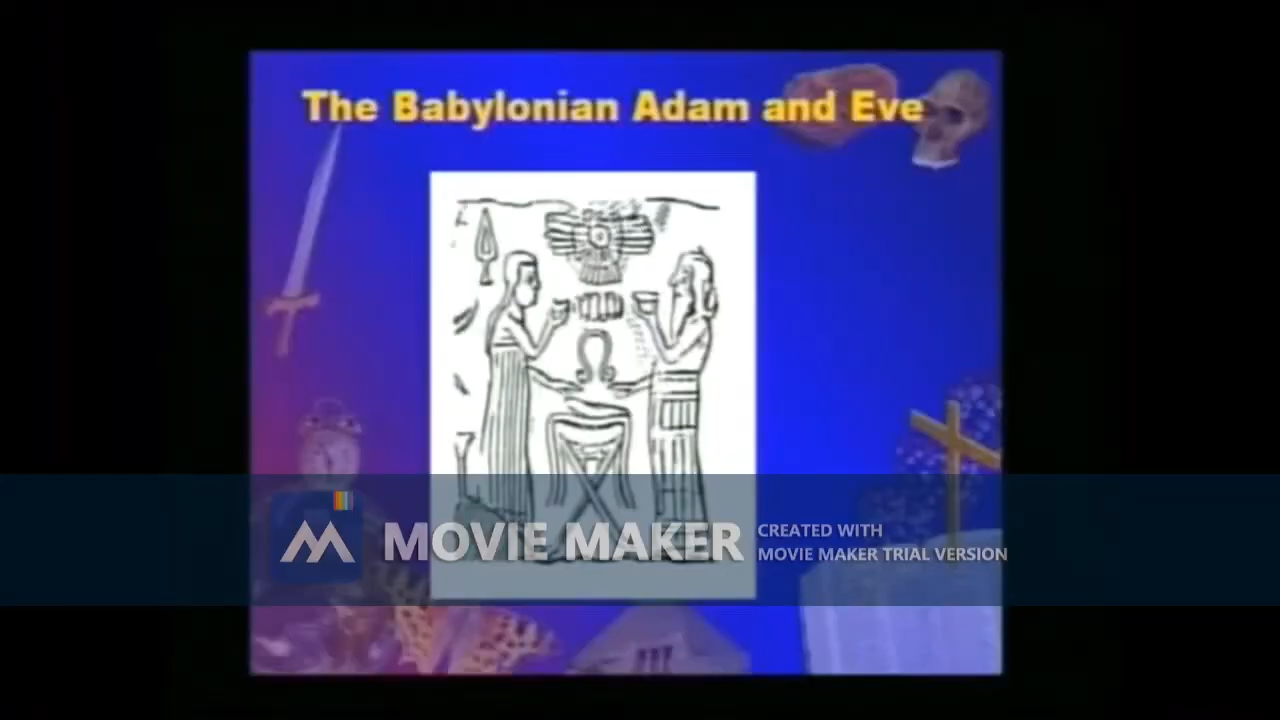 The Babylonian Adam and Eve
MOVIE MAKER
CREATED WITH
MOVIE MAKER TRIAL VERSION